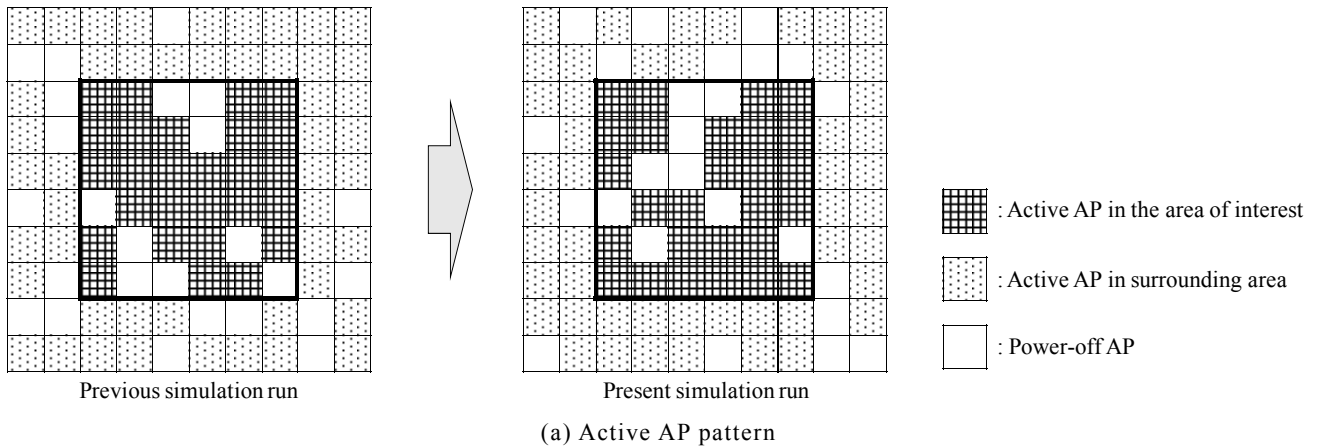 : Active AP in the area of interest
: Active AP in surrounding area
: Power-off AP
Previous simulation run
Present simulation run
(a) Active AP pattern